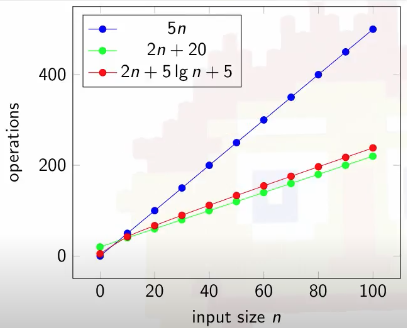 5n
2n + 20
2n + 5 lg n + 5
operations
400
200
0
0 20 40 60 80 100
input size n